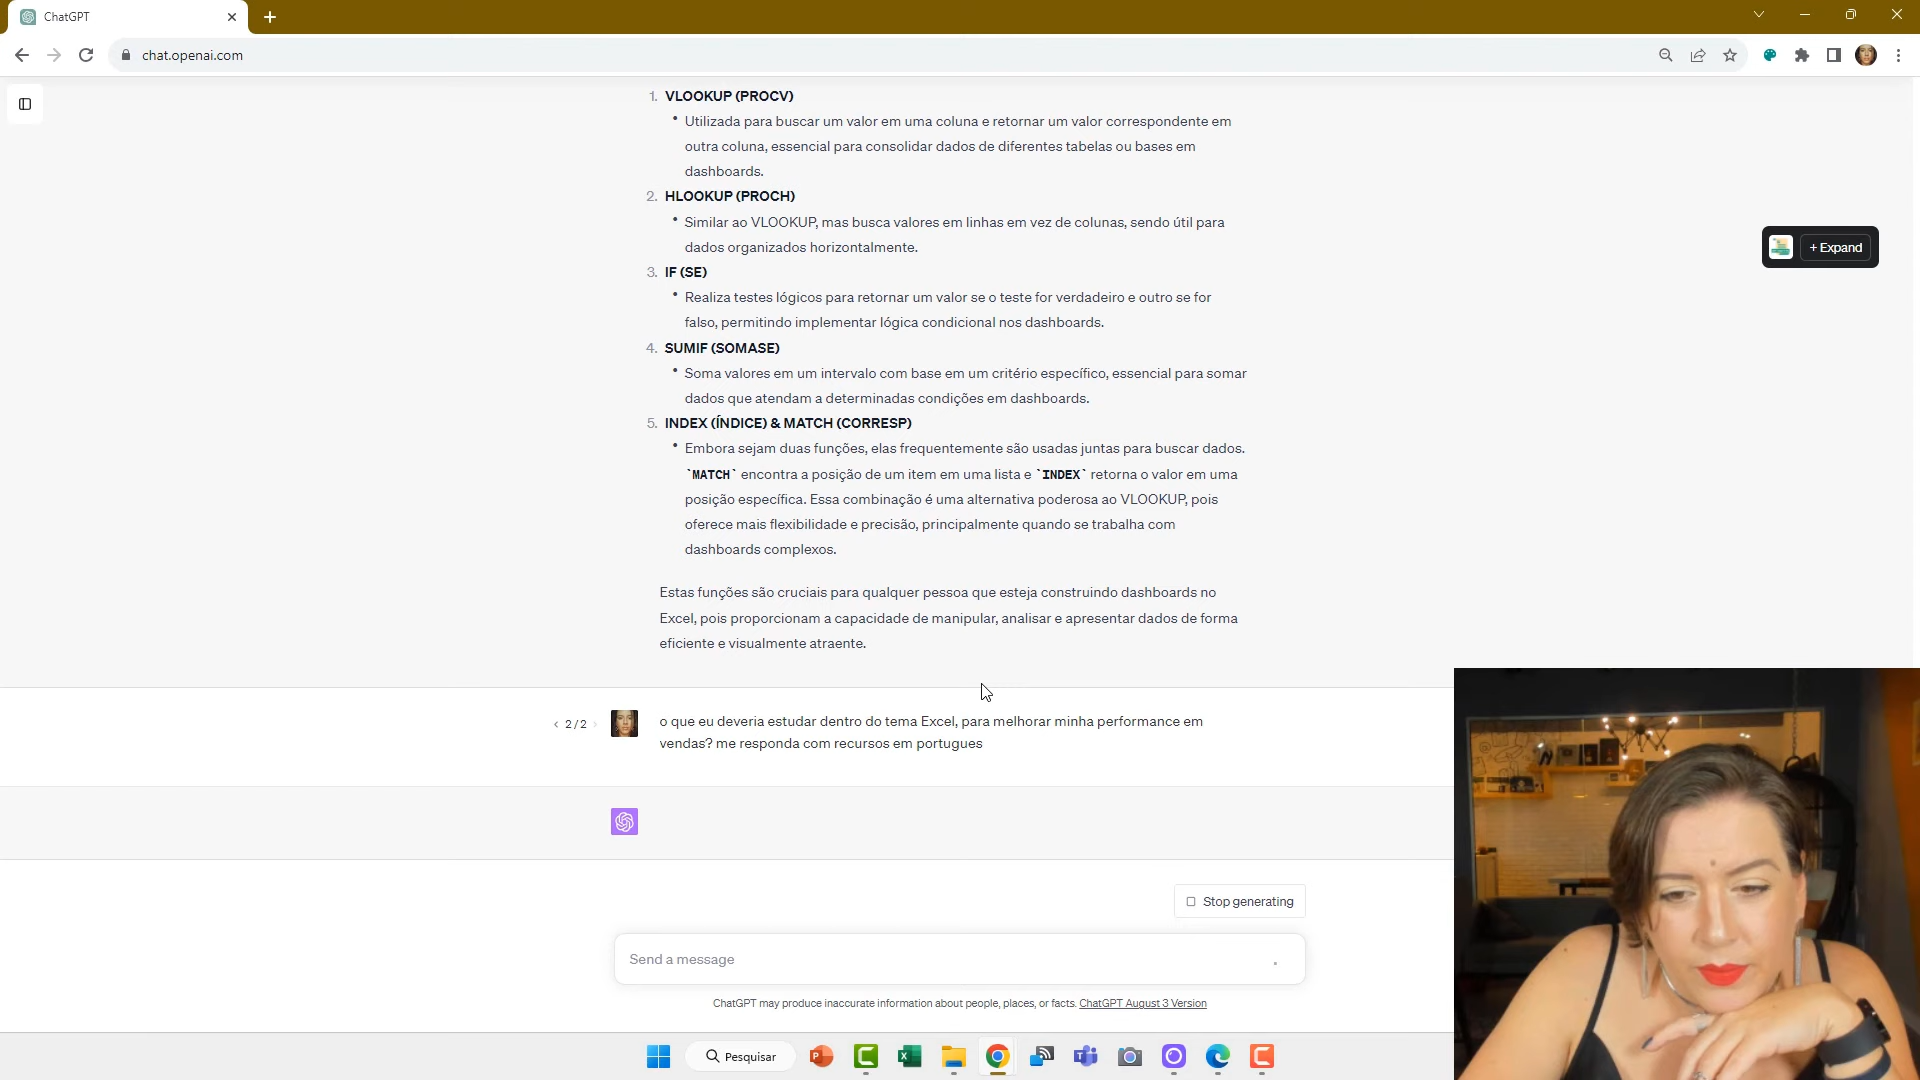 ChatGPT
chat.openai.com
1. VLOOKUP (PROCV)
• Utilizada para buscar um valor em uma coluna e retornar um valor correspondente em
outra coluna, essencial para consolidar dados de diferentes tabelas ou bases em
dashboards.
2. HLOOKUP (PROCH)
• Similar ao VLOOKUP, mas busca valores em linhas em vez de colunas, sendo útil para
dados organizados horizontalmente.
+ Expand
3. IF (SE)
• Realiza testes lógicos para retornar um valor se o teste for verdadeiro e outro se for
falso, permitindo implementar lógica condicional nos dashboards.
4. SUMIF (SOMASE)
• Soma valores em um intervalo com base em um critério específico, essencial para somar
dados que atendam a determinadas condições em dashboards.
5. INDEX (ÍNDICE) & MATCH (CORRESP)
• Embora sejam duas funções, elas frequentemente são usadas juntas para buscar dados.
`MATCH` encontra a posição de um item em uma lista e `INDEX` retorna o valor em uma
posição específica. Essa combinação é uma alternativa poderosa ao VLOOKUP, pois
oferece mais flexibilidade e precisão, principalmente quando se trabalha com
dashboards complexos.
Estas funções são cruciais para qualquer pessoa que esteja construindo dashboards no
Excel, pois proporcionam a capacidade de manipular, analisar e apresentar dados de forma
eficiente e visualmente atraente.
< 2/2 >
o que eu deveria estudar dentro do tema Excel, para melhorar minha performance em
vendas? me responda com recursos em portugues
Stop generating
Send a message
ChatGPT may produce inaccurate information about people, places, or facts. ChatGPT August 3 Version
Pesquisar